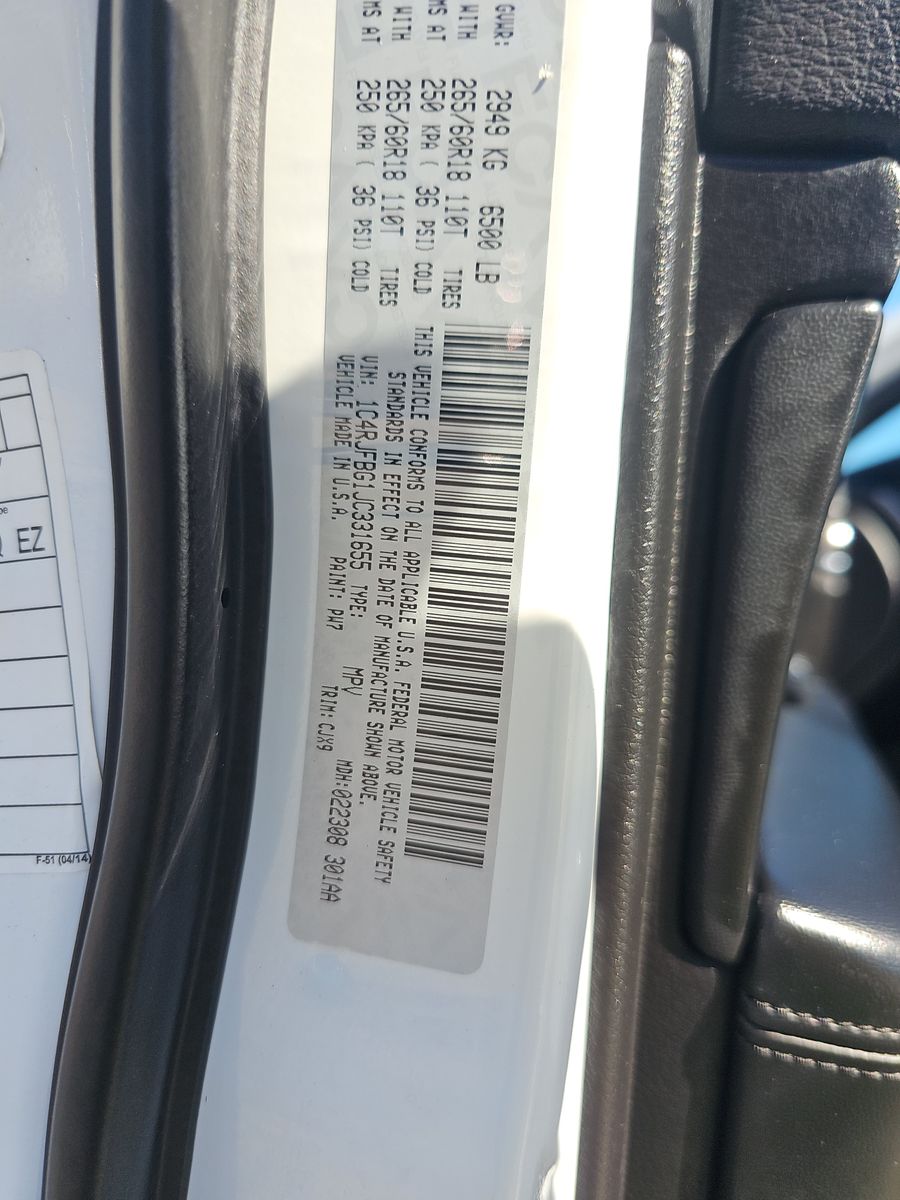 GVWR: 2949 KG 6500 LB
WITH 265/60R18 110T TIRES
MS AT 250 KPA ( 36 PSI) COLD
WITH 265/60R18 110T TIRES
MS AT 250 KPA ( 36 PSI) COLD
THIS VEHICLE CONFORMS TO ALL APPLICABLE U.S.A. FEDERAL MOTOR VEHICLE SAFETY
STANDARDS IN EFFECT ON THE DATE OF MANUFACTURE SHOWN ABOVE.
VIN: 1C4RJFBG1JC331655 TYPE: MPV MDH:022308 301AA
VEHICLE MADE IN U.S.A. PAINT: PW7 TRIM: CJX9
EZ
F-51 (04/14)